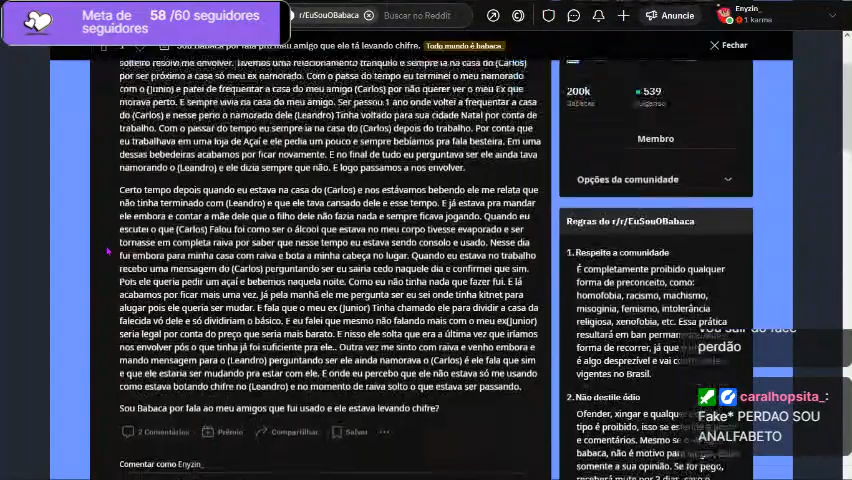 Meta de seguidores
58 /60 seguidores
r/EuSouOBabaca
Buscar no Reddit
Anuncie
Enyzin_
1 karma
Todo mundo é babaca
Fechar
solteiro resolvi me envolver. Tivemos uma relacionamento tranquilo e sempre ia na casa do (Carlos)
por ser próximo a case só meu ex namorado. Com o passa do tempo eu terminei o meu namorado
com o (Junior) e parei de frequentar a casa do meu amigo (Carlos) por não querer ver o meu Ex que
morava perto. E sempre ia/va na casa do meu amigo. Ser passou 1 ano onde voltei a frequentar a casa
do (Carlos) e nesse perio o namorado dele (Leandro) Tinha voltado para sua cidade Natal por conta de
trabalho. Com o passar do tempo eu sempre ia na casa do (Carlos) depois do trabalho. Por conta que
eu trabalhava em uma loja de Açaí e ele pedia um pouco e sempre bebíamos pra fala besteira. Em uma
dessas bebedeiras acabamos por ficar novamente. E no final de tudo eu perguntava ser ele ainda tava
namorando o (Leandro) e ele dizia sempre que não. E logo passamos a nos envolver.
Certo tempo depois quando eu estava na casa do (Carlos) e nos estávamos bebendo ele me relata que
não tinha terminado com (Leandro) e que ele tava cansado dele e esse tempo. E já estava pra mandar
ele embora e contar a mãe dele que o filho dele não fazia nada e sempre ficava jogando. Quando eu
escutei o que (Carlos) Falou foi como ser o álcool que estava no meu corpo tivesse evaporado e ser
tornasse em completa raiva por saber que nesse tempo eu estava sendo consolo e usado. Nesse dia
fui embora para minha casa com raiva e bota a minha cabeça no lugar. Quando eu estava no trabalho
recebo uma mensagem do (Carlos) perguntando ser eu sairia cedo naquele dia e confirmei que sim.
Pois ele queria pedir um açaí e bebemos naquela noite. Como eu não tinha nada que fazer fui. E lá
acabamos por ficar mais uma vez. Já pela manhã ele me pergunta ser eu sei onde tinha kitnet para
alugar pois ele queria ser mudar. E fala que o meu ex (Junior) Tinha chamado ele para dividir a casa da
falecida vó dele e só dividiriam o básico. E eu falei que mesmo não falando mais com o meu ex(Junior)
seria legal por conta do preço que seria mais barato. E nisso ele solta que era a última vez que iriamos
nos envolver pós o que tinha já foi suficiente pra ele.. Outra vez me sinto com raiva e venho embora e
mando mensagem para o (Leandro) perguntando ser ele ainda namorava o (Carlos) é ele fala que sim
e que ele estaria ser mudando pra estar com ele. E onde eu percebo que ele não estava só me usando
como estava botando chifre no (Leandro) e no momento de raiva solto o que estava ser passando.
Sou Babaca por fala ao meu amigos que fui usado e ele estava levando chifre?
2 Comentários
Prêmio
Compartilhar
Salvar
Comentar como Enyzin_
200k
539
Membro
Opções da comunidade
Regras do r/r/EuSouOBabaca
1. Respeite a comunidade
É completamente proibido qualquer
forma de preconceito, como:
homofobia, racismo, machismo,
misoginia, femismo, intolerância
religiosa, xenofobia, etc. Essa prática
resultará em ban
forma de recorrer, já que
é algo desprezível e vai
vigentes no Brasil.
2. Não destile ódio
Ofender, xingar e qualquer
tipo é proibido, isso se
e comentários. Mesmo se
babaca, não é motivo para
somente a sua opinião. Se for pego,
perdão
caralhopsita_:
Fake* PERDAO SOU
ANALFABETO